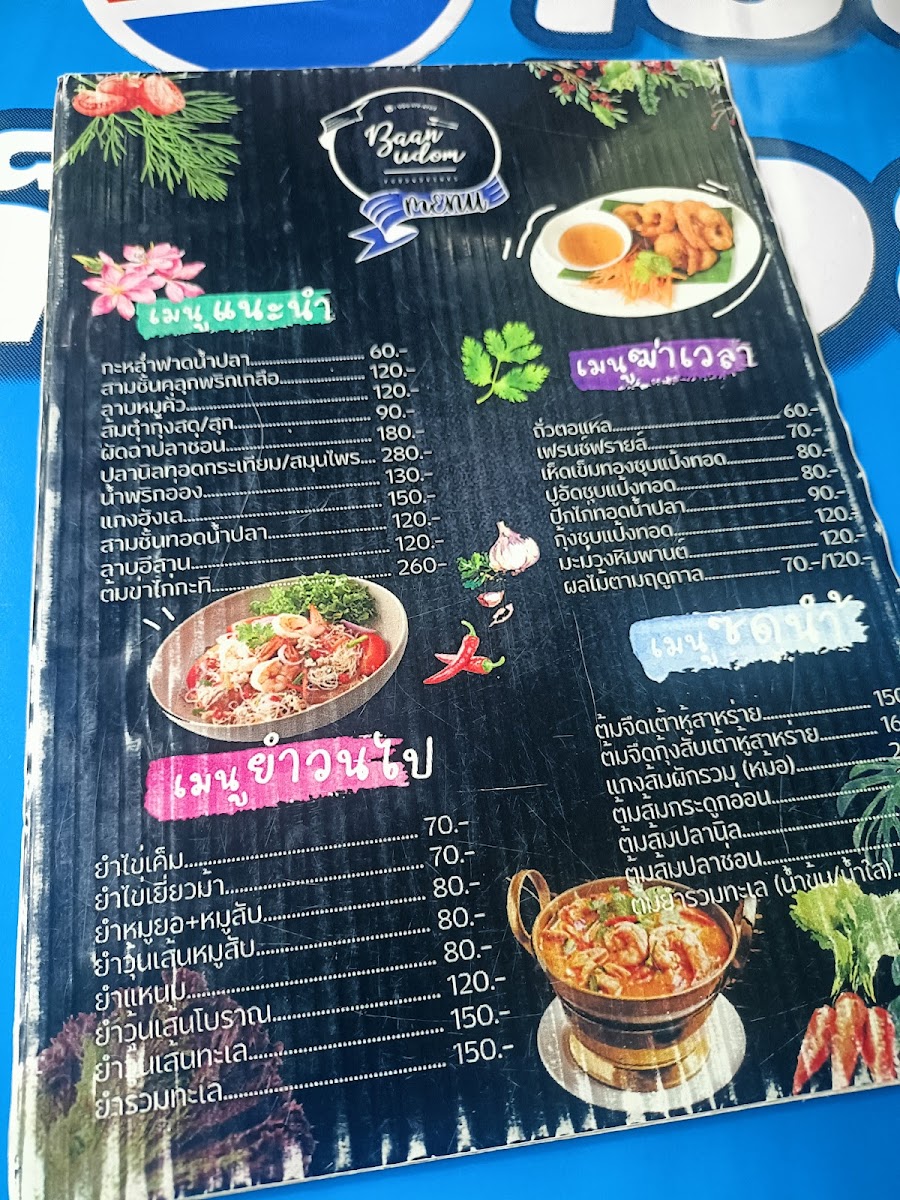 Baan
udom
MENU
เมนูแนะนำ
กะหล่ำฟาดน้ำปลา 60.-
สามชั้นคลุกพริกเกลือ 120.-
ลาบหมูคั่ว 120.-
ส้มตำกุ้งสด/สุก 90.-
ผัดฉ่าปลาช่อน 180.-
ปลานิลทอดกระเทียม/สมุนไพร 280.-
น้ำพริกอ่อง 130.-
แกงฮังเล 150.-
สามชั้นทอดน้ำปลา 120.-
ลาบอีสาน 120.-
ต้มข่าไก่กะทิ 260-
เมนูยำวนไป
ยำไข่เค็ม 70.-
ยำไข่เยี่ยวม้า 70.-
ยำหมูยอ+หมูสับ 80.-
ยำวุ้นเส้นหมูสับ 80.-
ยำแหนม 80.-
ยำวุ้นเส้นโบราณ 120.-
ยำวุ้นเส้นทะเล 150.-
ยำรวมทะเล 150.-
เมนูฆ่าเวลา
ถั่วตอแหล 60.-
เฟรนช์ฟรายส์ 70.-
เห็ดเข็มทองชุบแป้งทอด 80.-
ปูอัดชุบแป้งทอด 80.-
ปีกไก่ทอดน้ำปลา 90.-
กุ้งชุบแป้งทอด 120.-
มะม่วงหิมพานต์ 120.-
ผลไม้ตามฤดูกาล 70.-/120.-
เมนูซดน้ำ
ต้มจืดเต้าหู้สาหร่าย 150
ต้มจืดกุ้งสับเต้าหู้สาหร่าย 16
แกงส้มผักรวม (หม้อ) 2
ต้มส้มกระดูกอ่อน
ต้มส้มปลานิล
ต้มส้มปลาช่อน
ต้มยำรวมทะเล (น้ำข้น/น้ำใส)